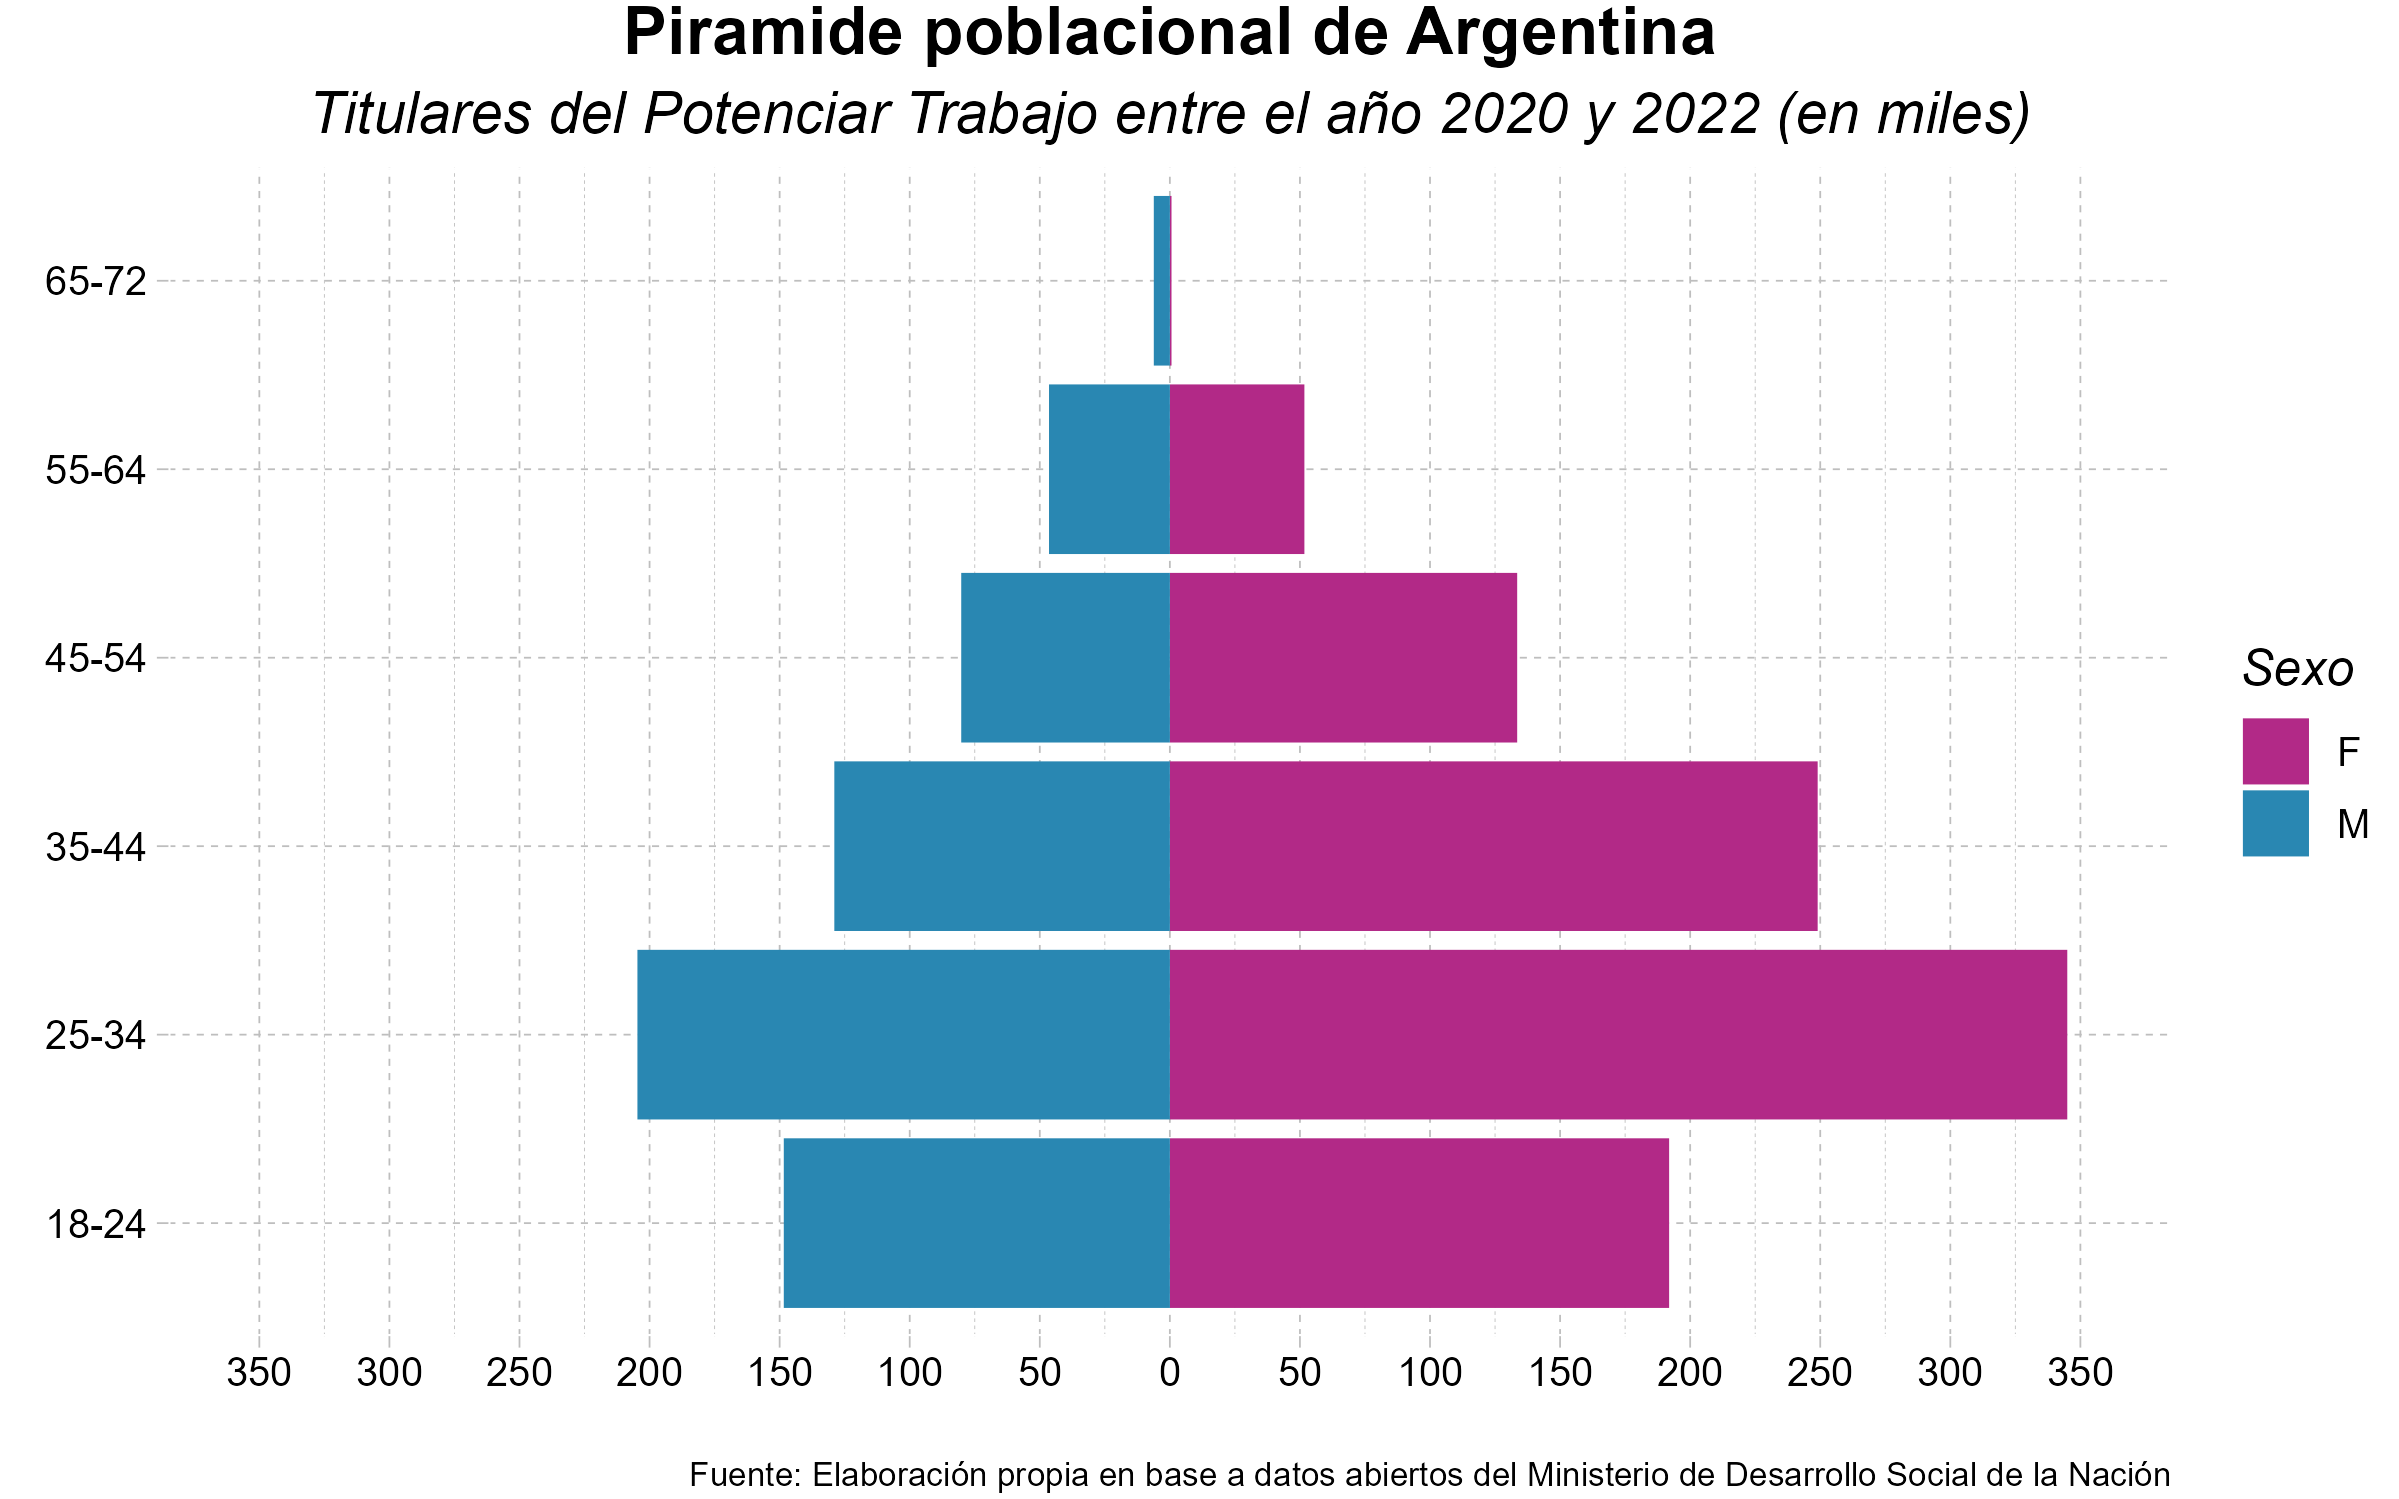 Piramide poblacional de Argentina
Titulares del Potenciar Trabajo entre el año 2020 y 2022 (en miles)
65-72
55-64
45-54
35-44
25-34
18-24
350 300 250 200 150 100 50 0 50 100 150 200 250 300 350
Sexo
F
M
Fuente: Elaboración propia en base a datos abiertos del Ministerio de Desarrollo Social de la Nación